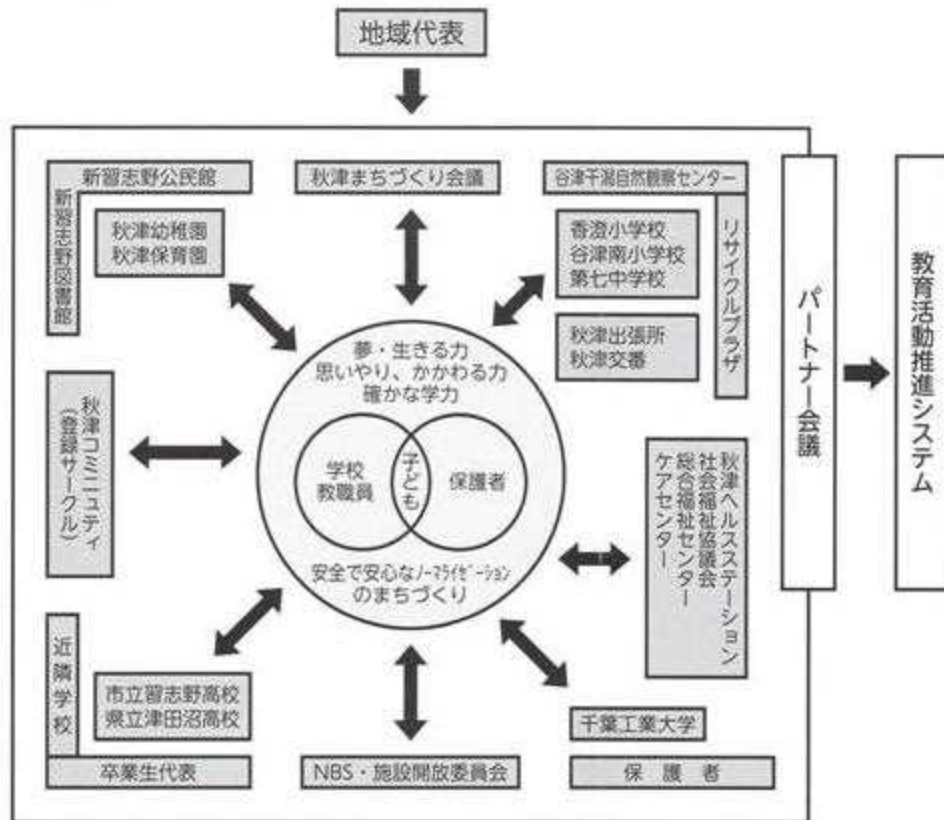 地域代表
新習志野公民館
秋津まちづくり会議
谷津干潟自然観察センター
新習志野図書館
秋津幼稚園
秋津保育園
香澄小学校
谷津南小学校
第七中学校
リサイクルプラザ
秋津出張所
秋津交番
パートナー会議
教育活動推進システム
夢・生きる力
思いやり、かかわる力
確かな学力
学校
教職員
子ども
保護者
安全で安心なノーマライゼーション
のまちづくり
秋津コミニュティ
(登録サークル)
秋津ヘルスステーション
社会福祉協議会
総合福祉センター
ケアセンター
近隣学校
市立習志野高校
県立津田沼高校
卒業生代表
NBS・施設開放委員会
千葉工業大学
保護者